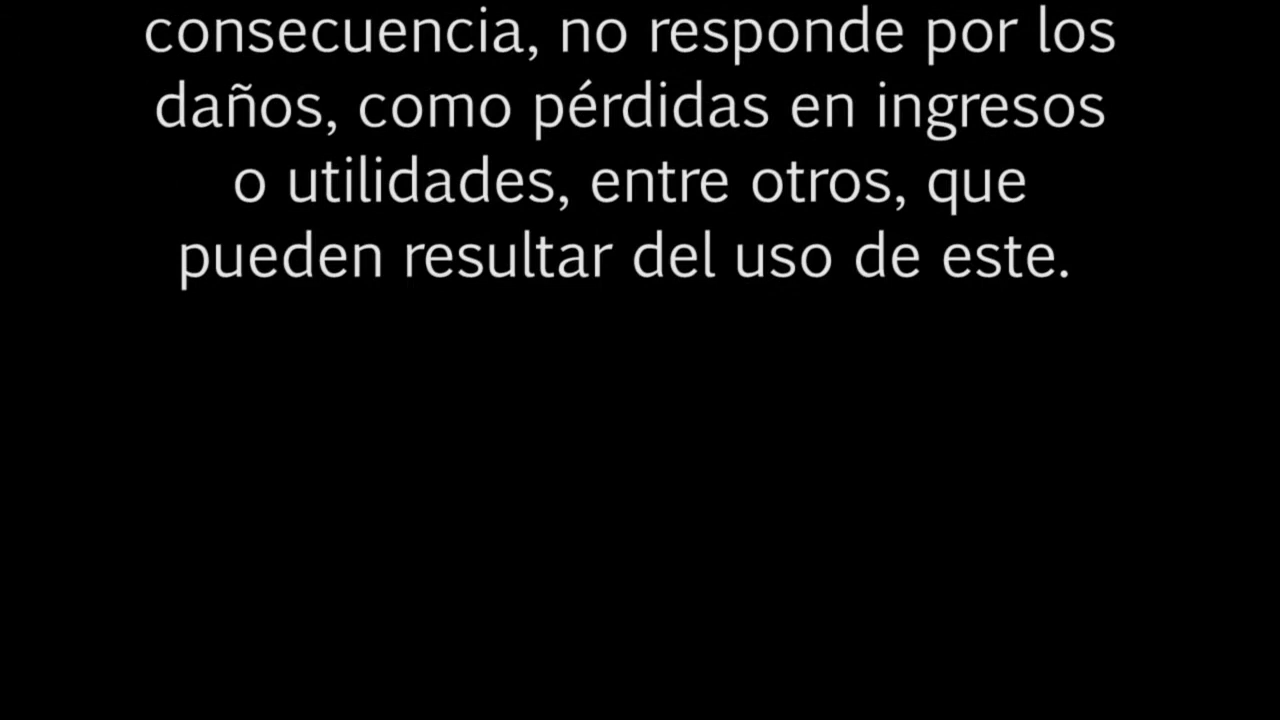 consecuencia, no responde por los
daños, como pérdidas en ingresos
o utilidades, entre otros, que
pueden resultar del uso de este.